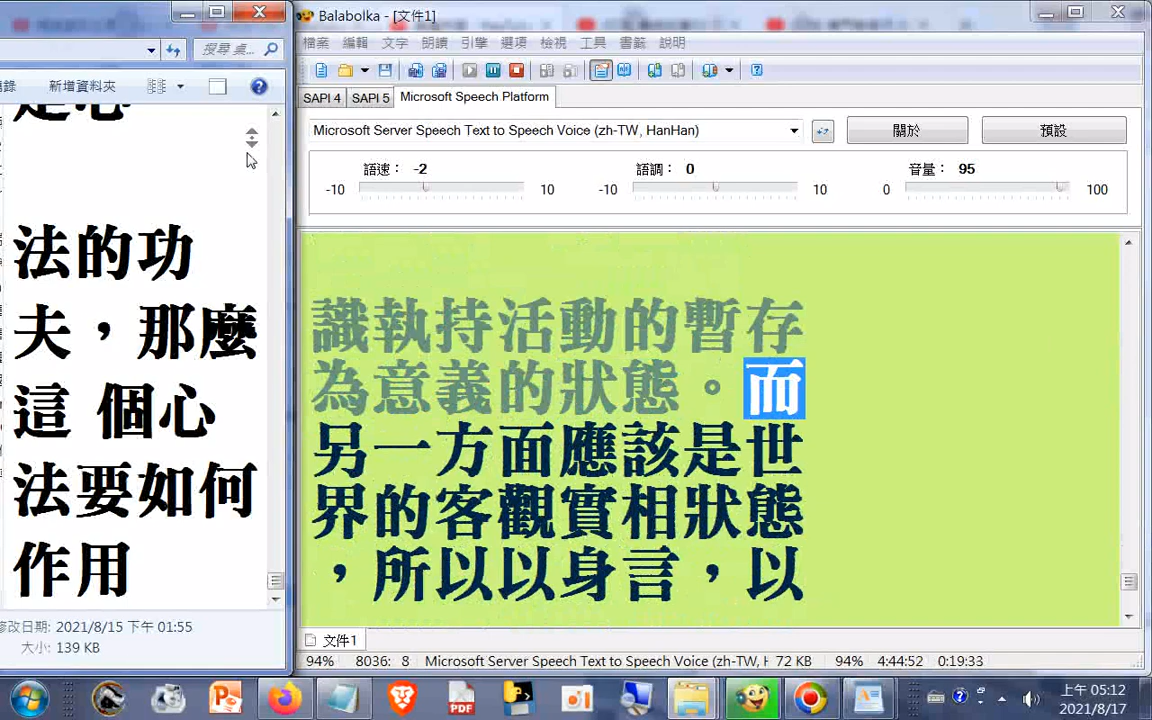 搜尋桌...
新增資料夾
是心
法的功
夫，那麼
這 個心
法要如何
作用
修改日期: 2021/8/15 下午 01:55
大小: 139 KB
Balabolka - [文件1]
檔案 編輯 文字 朗讀 引擎 選項 檢視 工具 書籤 說明
SAPI 4 SAPI 5 Microsoft Speech Platform
Microsoft Server Speech Text to Speech Voice (zh-TW, HanHan) 關於 預設
語速： -2 語調： 0 音量： 95
-10 10 -10 10 0 100
識執持活動的暫存
為意義的狀態。而
另一方面應該是世
界的客觀實相狀態
，所以以身言，以
文件1
94% 8036: 8 Microsoft Server Speech Text to Speech Voice (zh-TW, H 72 KB 94% 4:44:52 0:19:33
PDF
上午 05:12
2021/8/17